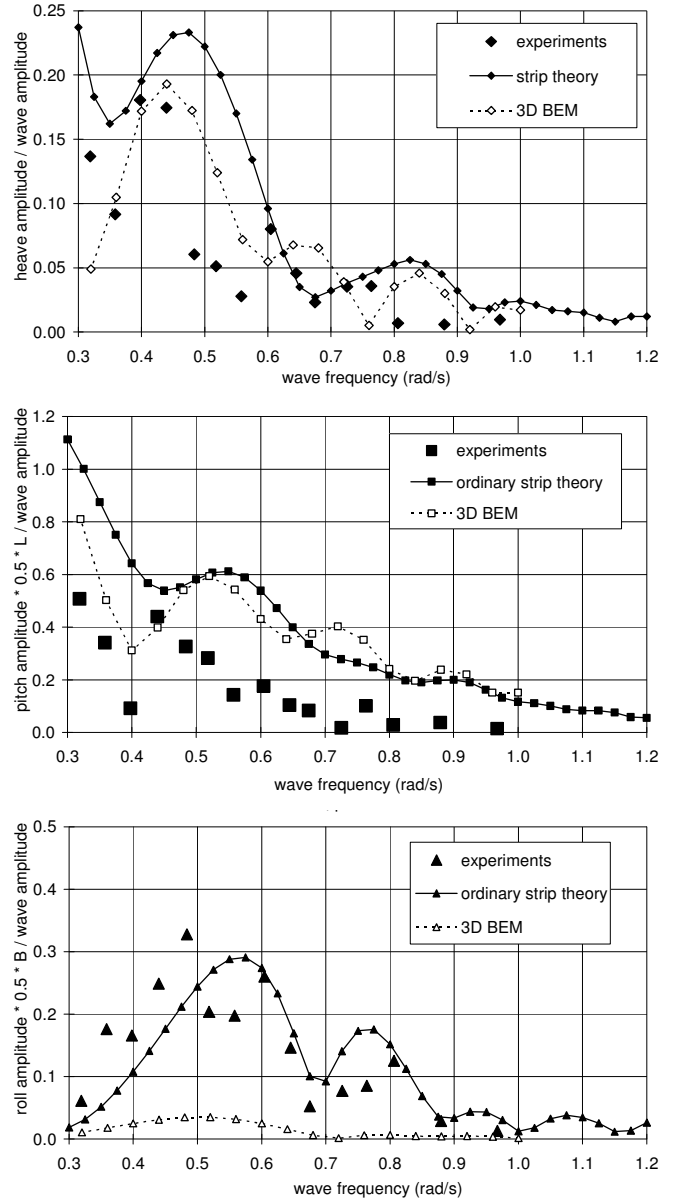 0.25
0.20
0.15
0.10
0.05
0.00
heave amplitude / wave amplitude
experiments
strip theory
3D BEM
0.3 0.4 0.5 0.6 0.7 0.8 0.9 1.0 1.1 1.2
wave frequency (rad/s)
1.2
1.0
0.8
0.6
0.4
0.2
0.0
pitch amplitude * 0.5 * L / wave amplitude
experiments
ordinary strip theory
3D BEM
0.3 0.4 0.5 0.6 0.7 0.8 0.9 1.0 1.1 1.2
wave frequency (rad/s)
0.5
0.4
0.3
0.2
0.1
0.0
roll amplitude * 0.5 * B / wave amplitude
experiments
ordinary strip theory
3D BEM
0.3 0.4 0.5 0.6 0.7 0.8 0.9 1.0 1.1 1.2
wave frequency (rad/s)